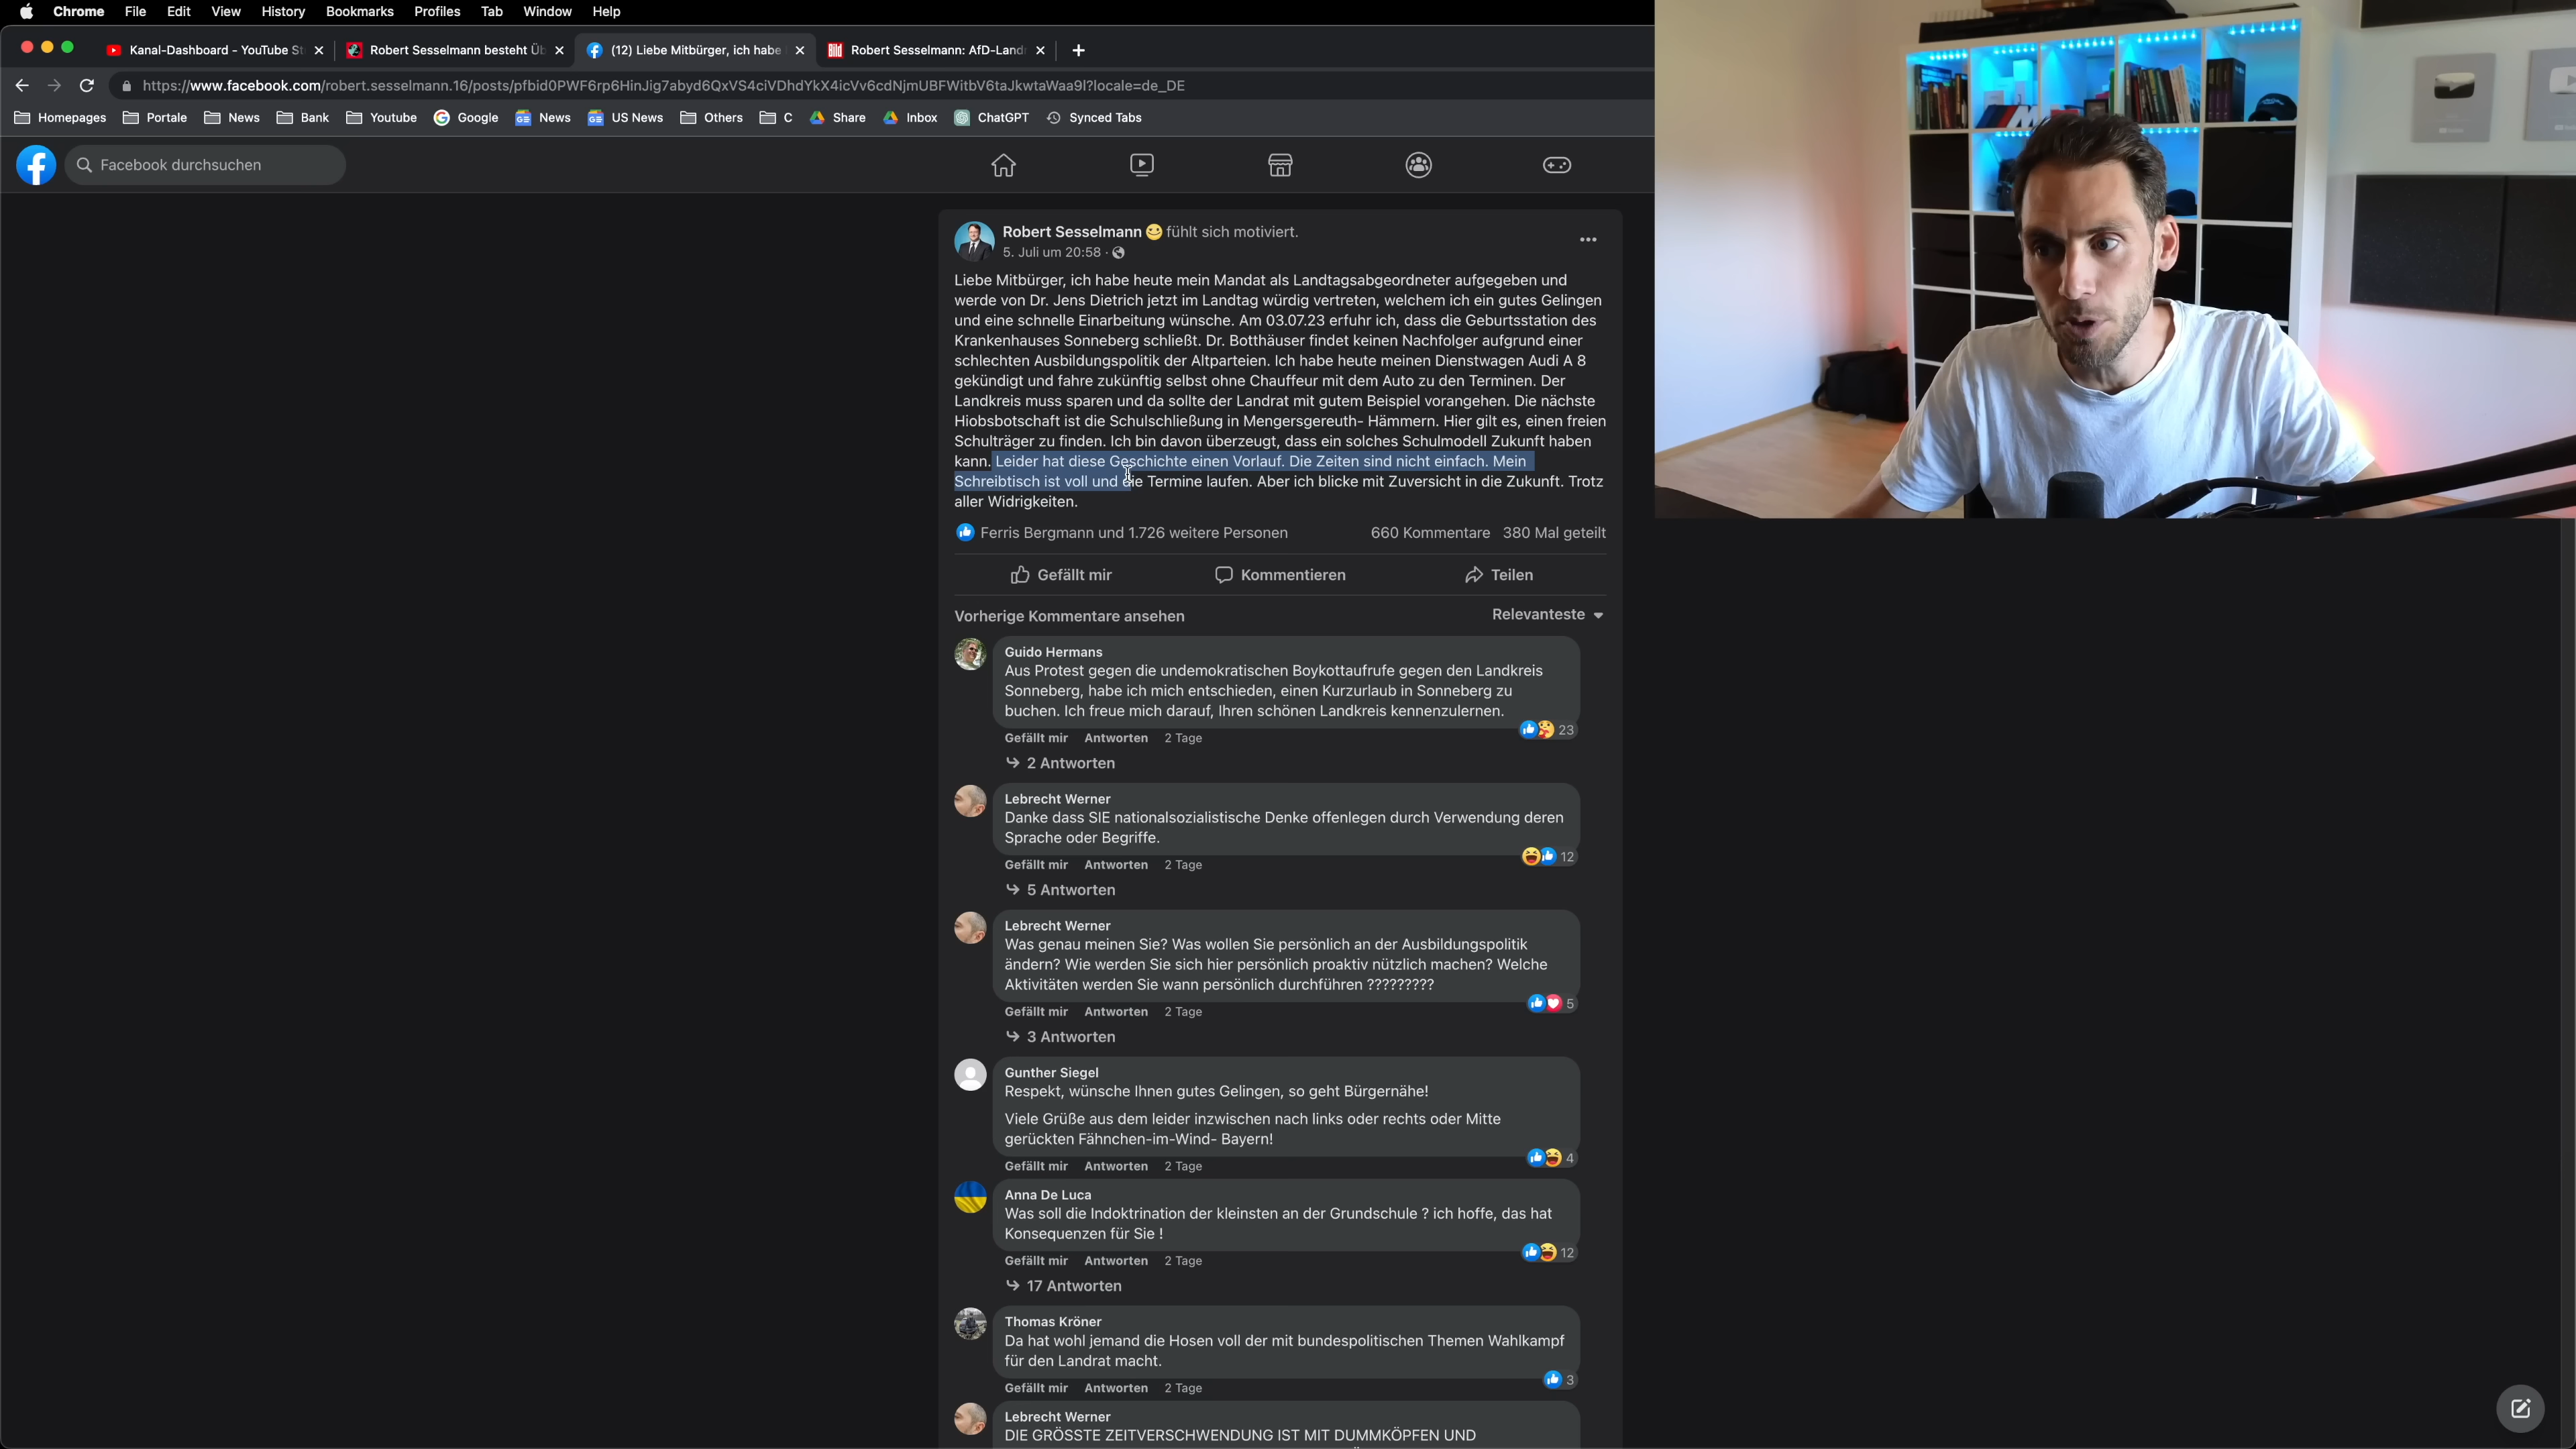 Chrome File Edit View History Bookmarks Profiles Tab Window Help
Kanal-Dashboard - YouTube St
Robert Sesselmann besteht Üb
(12) Liebe Mitbürger, ich habe
Robert Sesselmann: AfD-Land
https://www.facebook.com/robert.sesselmann.16/posts/pfbid0PWF6rp6HinJig7abyd6QxVS4ciVDhdYkX4icVv6cdNjmUBFWitbV6taJkwtaWaa9l?locale=de_DE
Homepages Portale News Bank Youtube Google News US News Others C Share Inbox ChatGPT Synced Tabs
Facebook durchsuchen
Robert Sesselmann fühlt sich motiviert.
5. Juli um 20:58 ·
Liebe Mitbürger, ich habe heute mein Mandat als Landtagsabgeordneter aufgegeben und
werde von Dr. Jens Dietrich jetzt im Landtag würdig vertreten, welchem ich ein gutes Gelingen
und eine schnelle Einarbeitung wünsche. Am 03.07.23 erfuhr ich, dass die Geburtsstation des
Krankenhauses Sonneberg schließt. Dr. Botthäuser findet keinen Nachfolger aufgrund einer
schlechten Ausbildungspolitik der Altparteien. Ich habe heute meinen Dienstwagen Audi A 8
gekündigt und fahre zukünftig selbst ohne Chauffeur mit dem Auto zu den Terminen. Der
Landkreis muss sparen und da sollte der Landrat mit gutem Beispiel vorangehen. Die nächste
Hiobsbotschaft ist die Schulschließung in Mengersgereuth- Hämmern. Hier gilt es, einen freien
Schulträger zu finden. Ich bin davon überzeugt, dass ein solches Schulmodell Zukunft haben
kann. Leider hat diese Geschichte einen Vorlauf. Die Zeiten sind nicht einfach. Mein
Schreibtisch ist voll und die Termine laufen. Aber ich blicke mit Zuversicht in die Zukunft. Trotz
aller Widrigkeiten.
Ferris Bergmann und 1.726 weitere Personen 660 Kommentare 380 Mal geteilt
Gefällt mir Kommentieren Teilen
Vorherige Kommentare ansehen Relevanteste
Guido Hermans
Aus Protest gegen die undemokratischen Boykottaufrufe gegen den Landkreis
Sonneberg, habe ich mich entschieden, einen Kurzurlaub in Sonneberg zu
buchen. Ich freue mich darauf, Ihren schönen Landkreis kennenzulernen.
23
Gefällt mir Antworten 2 Tage
2 Antworten
Lebrecht Werner
Danke dass SIE nationalsozialistische Denke offenlegen durch Verwendung deren
Sprache oder Begriffe.
12
Gefällt mir Antworten 2 Tage
5 Antworten
Lebrecht Werner
Was genau meinen Sie? Was wollen Sie persönlich an der Ausbildungspolitik
ändern? Wie werden Sie sich hier persönlich proaktiv nützlich machen? Welche
Aktivitäten werden Sie wann persönlich durchführen ?????????
5
Gefällt mir Antworten 2 Tage
3 Antworten
Gunther Siegel
Respekt, wünsche Ihnen gutes Gelingen, so geht Bürgernähe!
Viele Grüße aus dem leider inzwischen nach links oder rechts oder Mitte
gerückten Fähnchen-im-Wind- Bayern!
4
Gefällt mir Antworten 2 Tage
Anna De Luca
Was soll die Indoktrination der kleinsten an der Grundschule ? ich hoffe, das hat
Konsequenzen für Sie !
12
Gefällt mir Antworten 2 Tage
17 Antworten
Thomas Kröner
Da hat wohl jemand die Hosen voll der mit bundespolitischen Themen Wahlkampf
für den Landrat macht.
3
Gefällt mir Antworten 2 Tage
Lebrecht Werner
DIE GRÖSSTE ZEITVERSCHWENDUNG IST MIT DUMMKÖPFEN UND